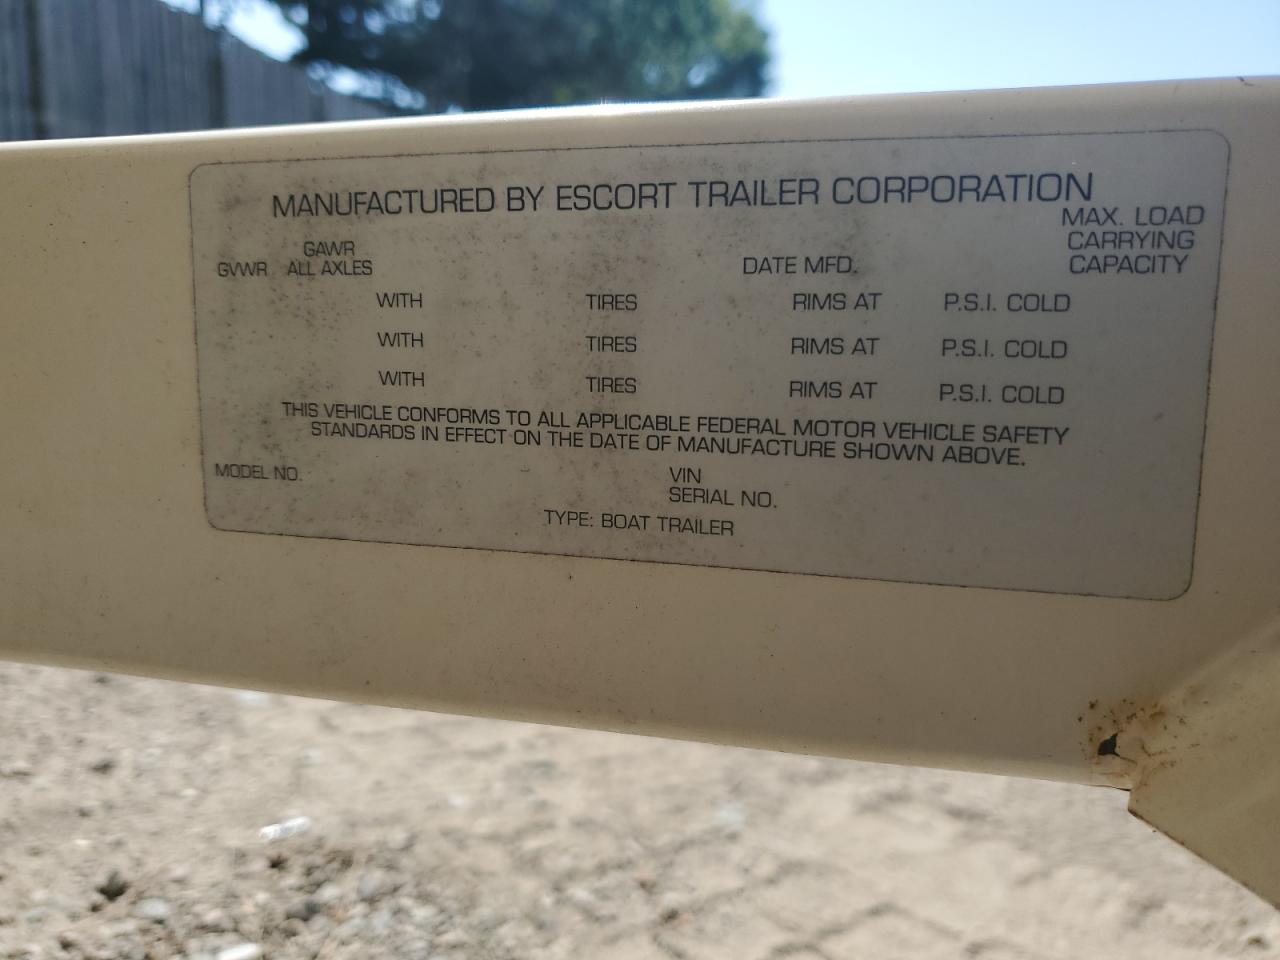 MANUFACTURED BY ESCORT TRAILER CORPORATION
MAX. LOAD
CARRYING
CAPACITY
GAWR
GVWR ALL AXLES DATE MFD.
WITH TIRES RIMS AT P.S.I. COLD
WITH TIRES RIMS AT P.S.I. COLD
WITH TIRES RIMS AT P.S.I. COLD
THIS VEHICLE CONFORMS TO ALL APPLICABLE FEDERAL MOTOR VEHICLE SAFETY
STANDARDS IN EFFECT ON THE DATE OF MANUFACTURE SHOWN ABOVE.
MODEL NO. VIN
SERIAL NO.
TYPE: BOAT TRAILER